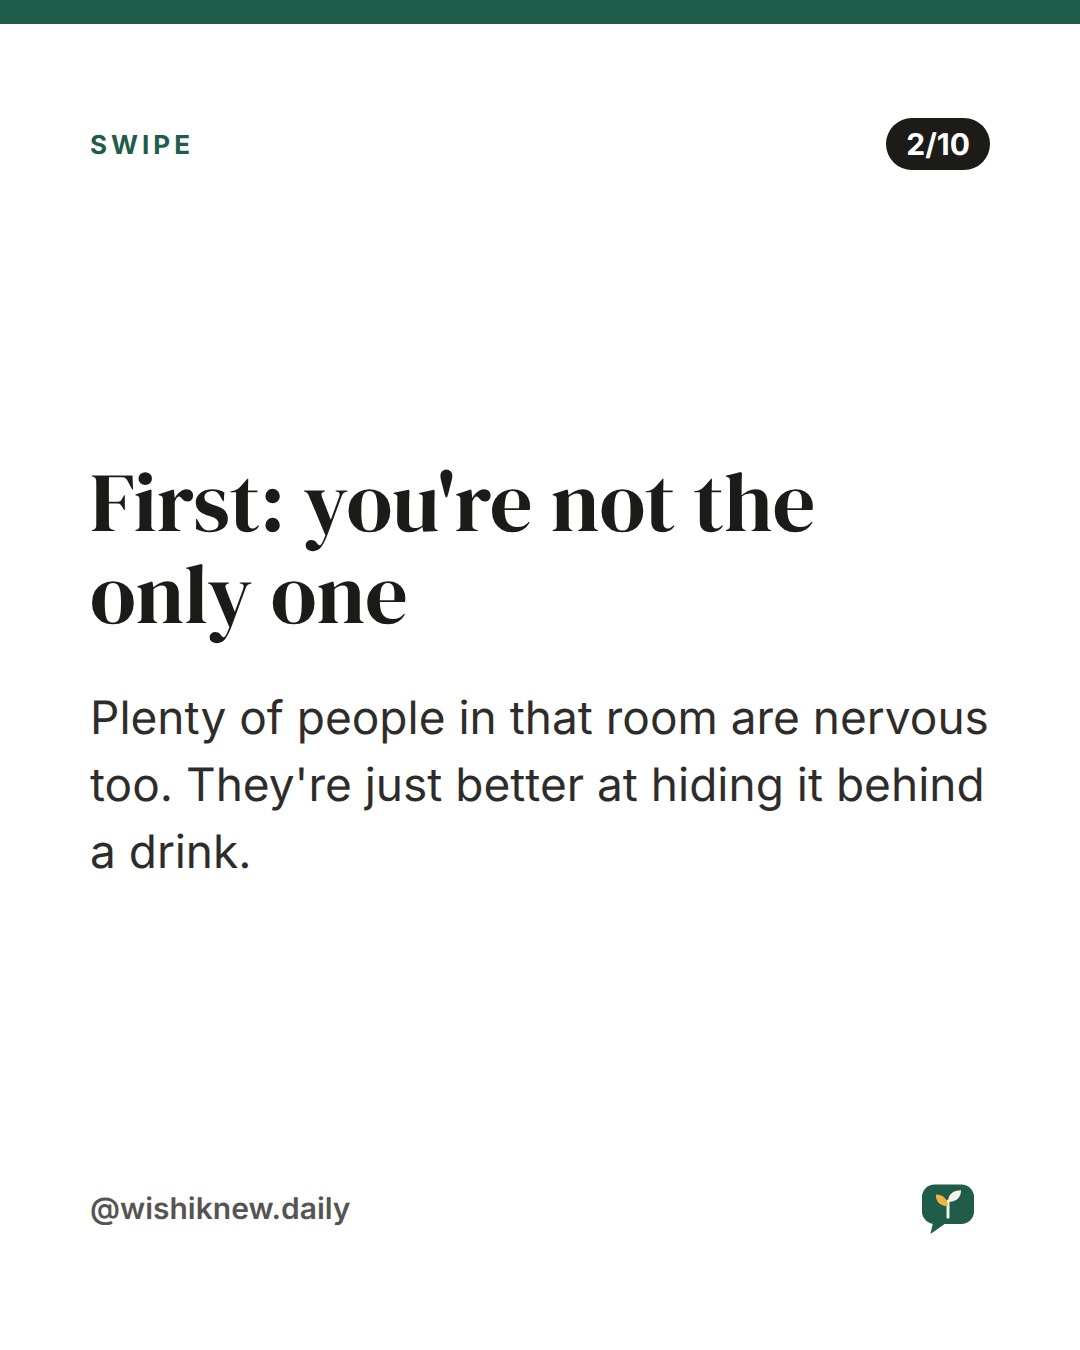 SWIPE
2/10
First: you're not the
only one
Plenty of people in that room are nervous
too. They're just better at hiding it behind
a drink.
@wishiknew.daily